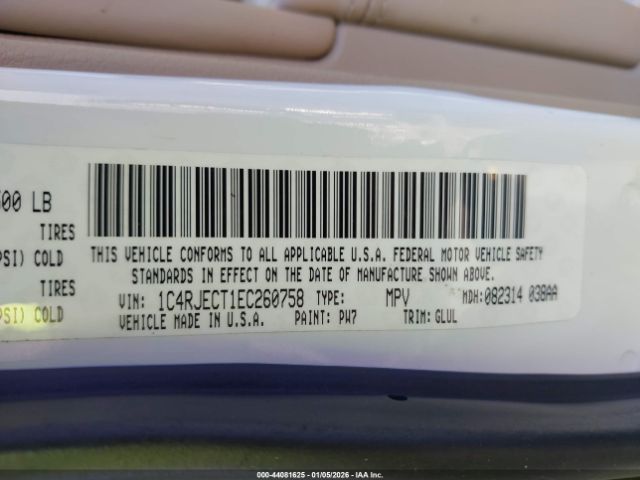 500 LB
TIRES
PSI) COLD
TIRES
PSI) COLD
THIS VEHICLE CONFORMS TO ALL APPLICABLE U.S.A. FEDERAL MOTOR VEHICLE SAFETY
STANDARDS IN EFFECT ON THE DATE OF MANUFACTURE SHOWN ABOVE.
VIN: 1C4RJECT1EC260758 TYPE: MPV MDH: 082314 038AA
VEHICLE MADE IN U.S.A. PAINT: PW7 TRIM: GLUL
000-44081625 - 01/05/2026 - IAA Inc.